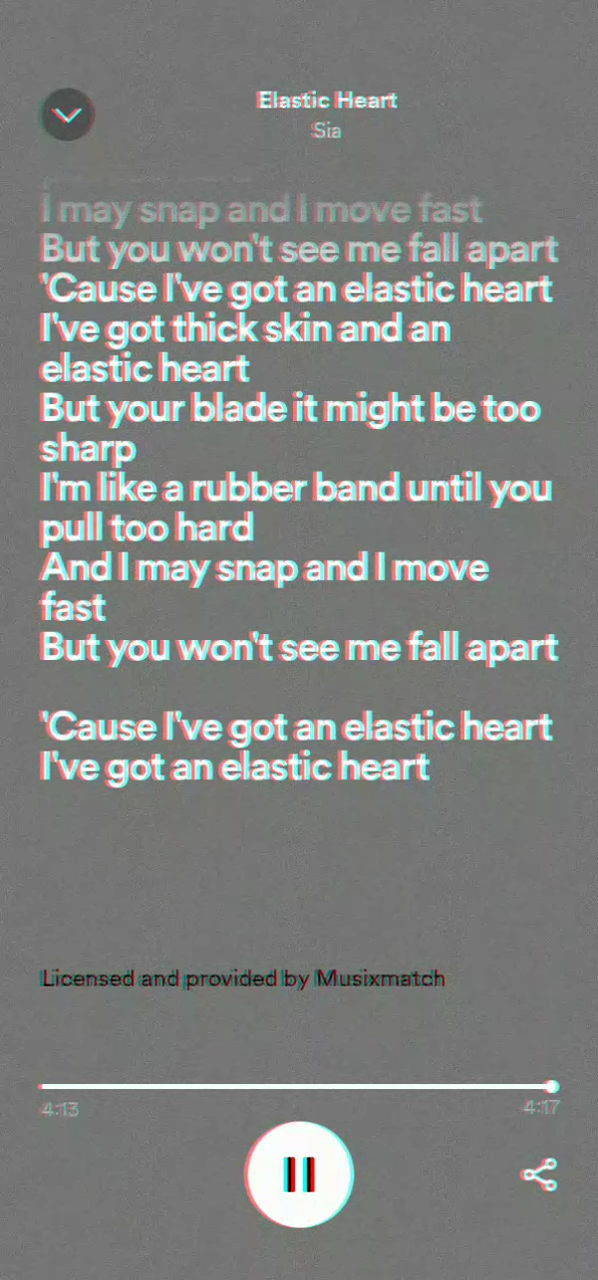 Elastic Heart
Sia
I may snap and I move fast
But you won't see me fall apart
'Cause I've got an elastic heart
I've got thick skin and an
elastic heart
But your blade it might be too
sharp
I'm like a rubber band until you
pull too hard
And I may snap and I move
fast
But you won't see me fall apart
'Cause I've got an elastic heart
I've got an elastic heart
Licensed and provided by Musixmatch
4:13
4:17